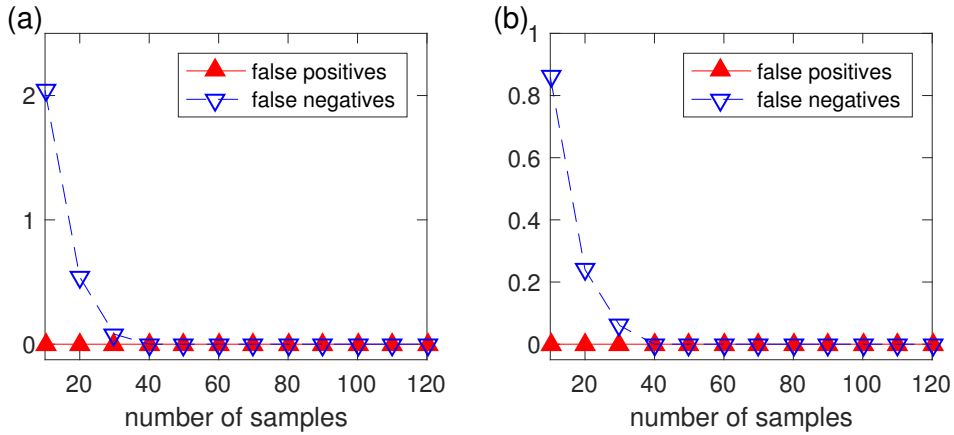 (a)
false positives
false negatives
2
1
0
20 40 60 80 100 120
number of samples
(b)
false positives
false negatives
1
0.8
0.6
0.4
0.2
0
20 40 60 80 100 120
number of samples